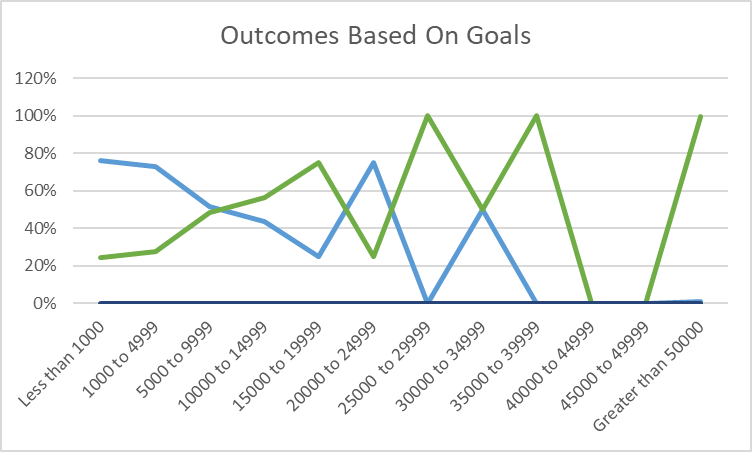 Outcomes Based On Goals
120%
100%
80%
60%
40%
20%
0%
Less than 1000
1000 to 4999
5000 to 9999
10000 to 14999
15000 to 19999
20000 to 24999
25000  to 29999
30000 to 34999
35000 to 39999
40000 to 44999
45000 to 49999
Greater than 50000